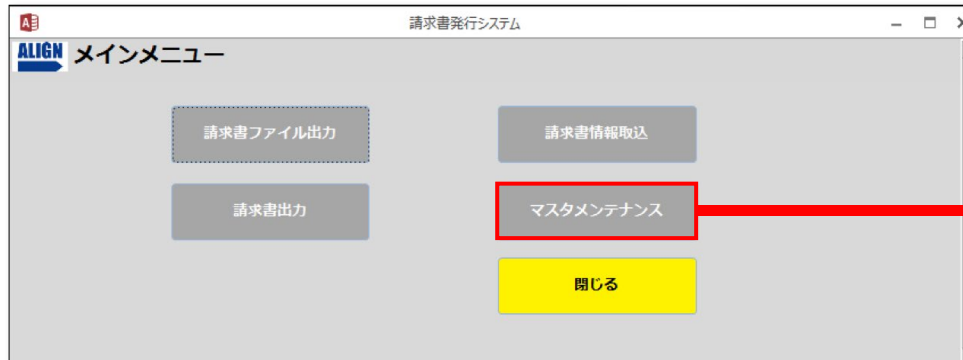 請求書発行システム
ALIGN メインメニュー
請求書ファイル出力
請求書情報取込
請求書出力
マスタメンテナンス
閉じる